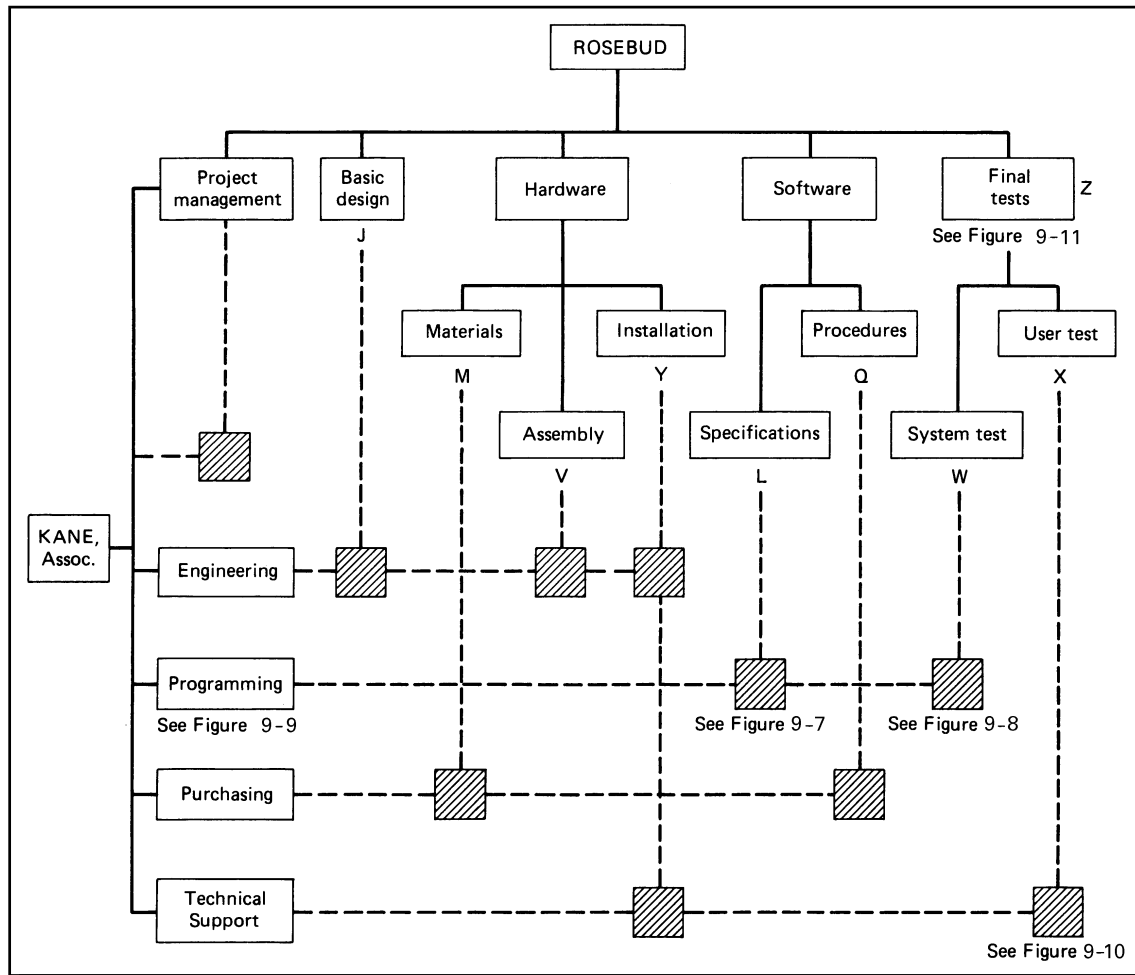 ROSEBUD
Project
management
Basic
design
Hardware
Software
Final
tests
Z
J
See Figure 9-11
Materials
Installation
Procedures
User test
M
Y
Q
X
Assembly
Specifications
System test
V
L
W
KANE,
Assoc.
Engineering
Programming
See Figure 9-9
See Figure 9-7
See Figure 9-8
Purchasing
Technical
Support
See Figure 9-10